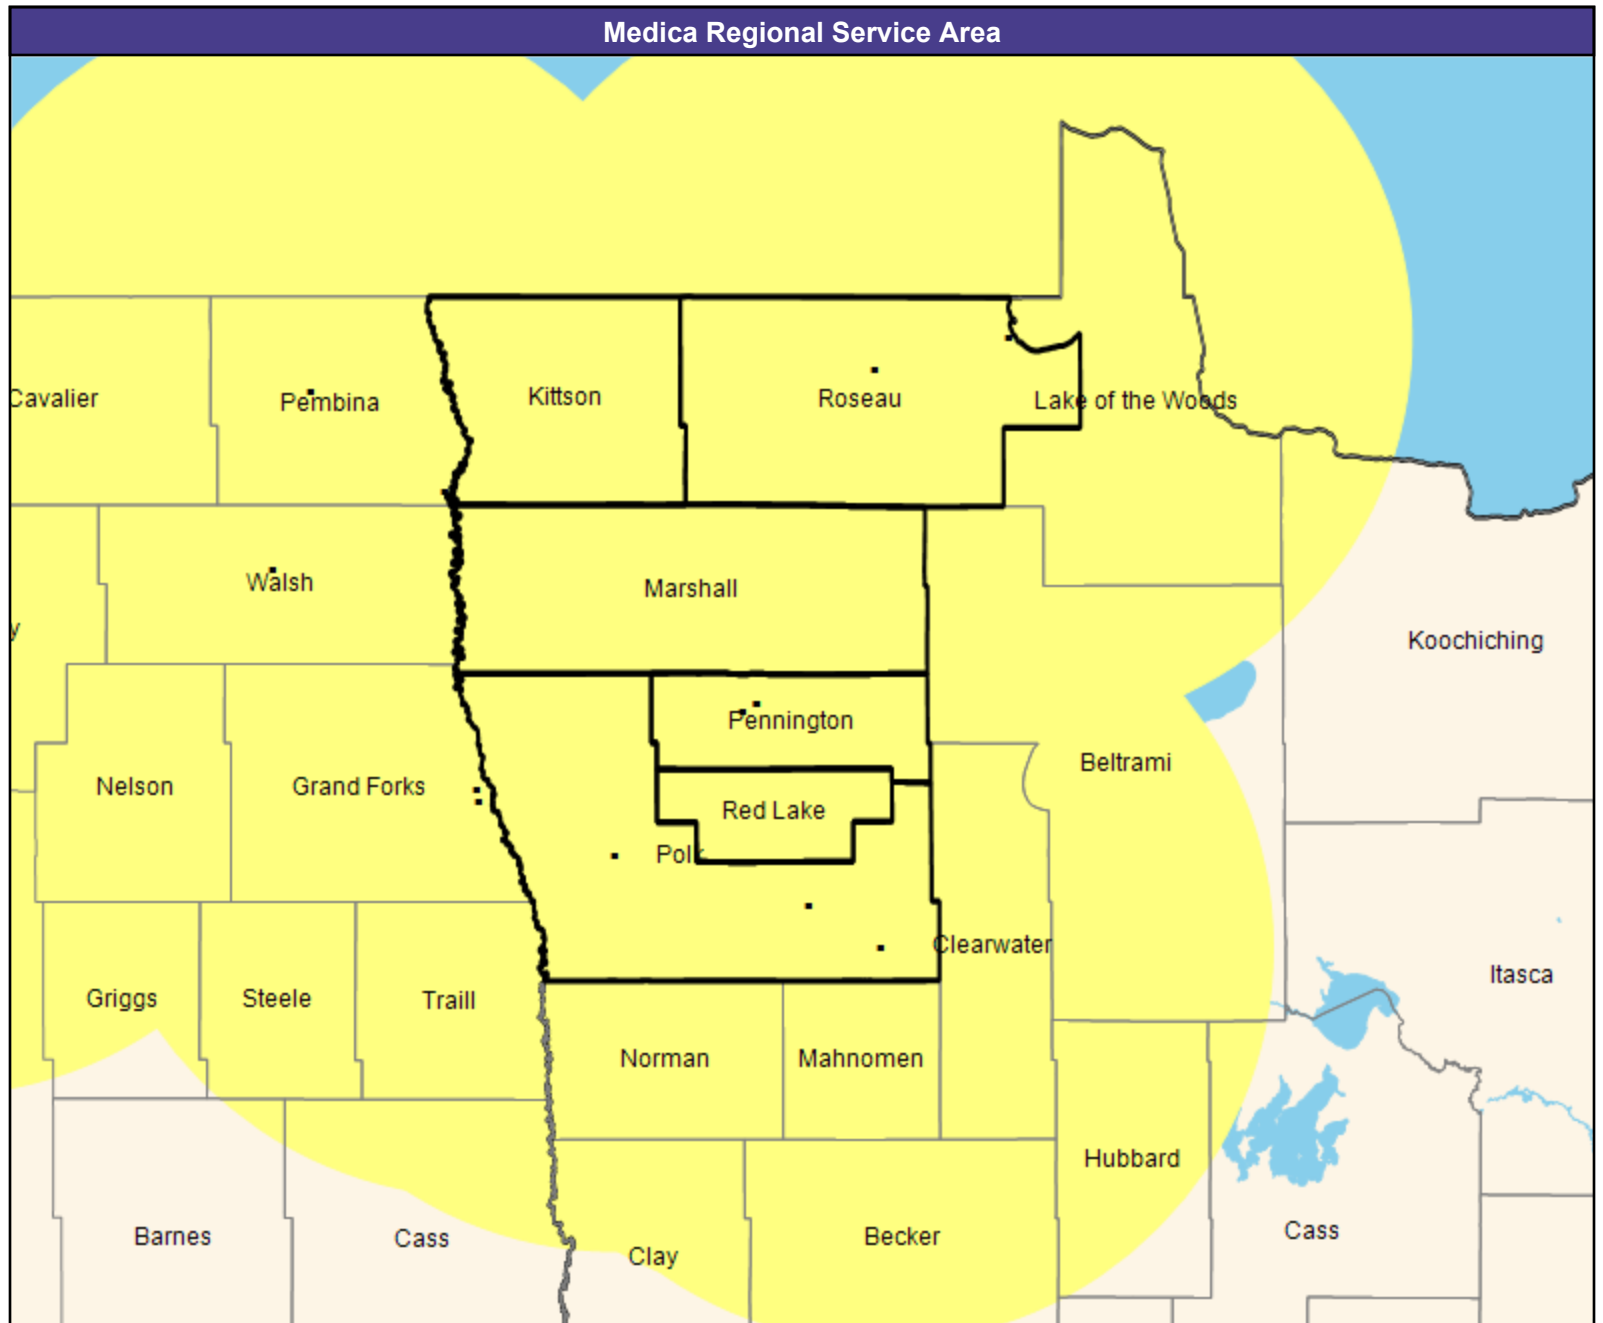 Medica Regional Service Area
Cavalier
Pembina
Kittson
Roseau
Lake of the Woods
Walsh
Marshall
y
Koochiching
Pennington
Beltrami
Nelson
Grand Forks
Red Lake
Polk
Clearwater
Itasca
Griggs
Steele
Traill
Norman
Mahnomen
Hubbard
Barnes
Cass
Clay
Becker
Cass